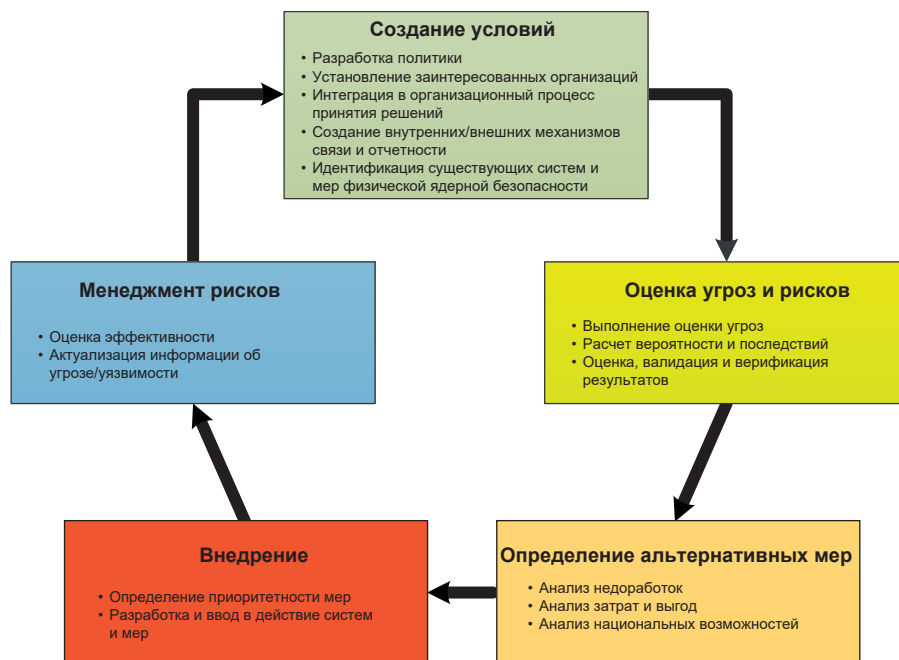 Создание условий
• Разработка политики
• Установление заинтересованных организаций
• Интеграция в организационный процесс
принятия решений
• Создание внутренних/внешних механизмов
связи и отчетности
• Идентификация существующих систем и
мер физической ядерной безопасности
Менеджмент рисков
• Оценка эффективности
• Актуализация информации об
угрозе/уязвимости
Оценка угроз и рисков
• Выполнение оценки угроз
• Расчет вероятности и последствий
• Оценка, валидация и верификация
результатов
Внедрение
• Определение приоритетности мер
• Разработка и ввод в действие систем
и мер
Определение альтернативных мер
• Анализ недоработок
• Анализ затрат и выгод
• Анализ национальных возможностей